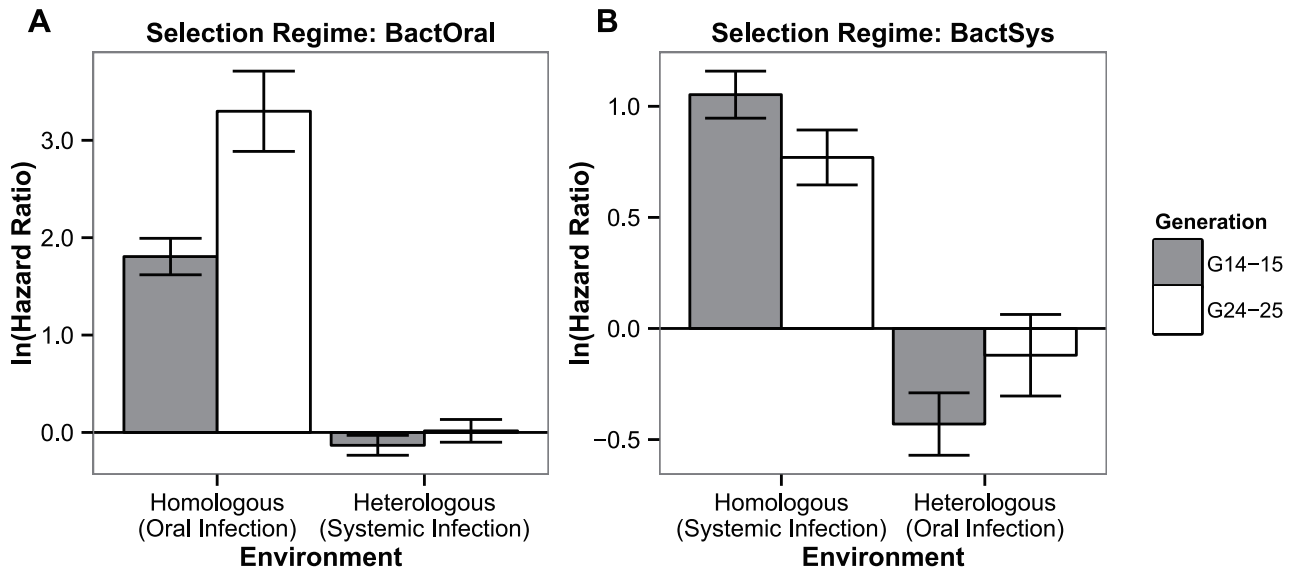 A
Selection Regime: BactOral
ln(Hazard Ratio)
3.0
2.0
1.0
0.0
Homologous
(Oral Infection)
Heterologous
(Systemic Infection)
Environment
B
Selection Regime: BactSys
ln(Hazard Ratio)
1.0
0.5
0.0
−0.5
Homologous
(Systemic Infection)
Heterologous
(Oral Infection)
Environment
Generation
G14−15
G24−25